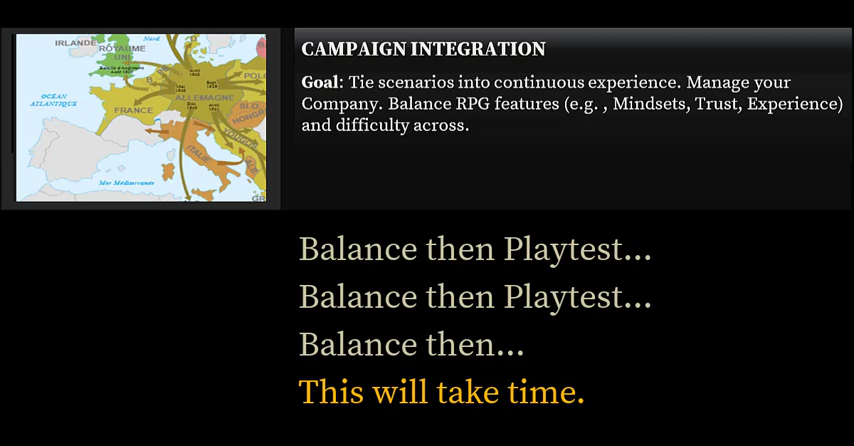 IRLANDE
ROYAUME
UNI
Nord
OCÉAN
ATLANTIQUE
FRANCE
ALLEMAGNE
POLO
SLO
HONGR
ITALIE
Mer Méditerranée
CAMPAIGN INTEGRATION
Goal: Tie scenarios into continuous experience. Manage your
Company. Balance RPG features (e.g. , Mindsets, Trust, Experience)
and difficulty across.
Balance then Playtest...
Balance then Playtest...
Balance then...
This will take time.